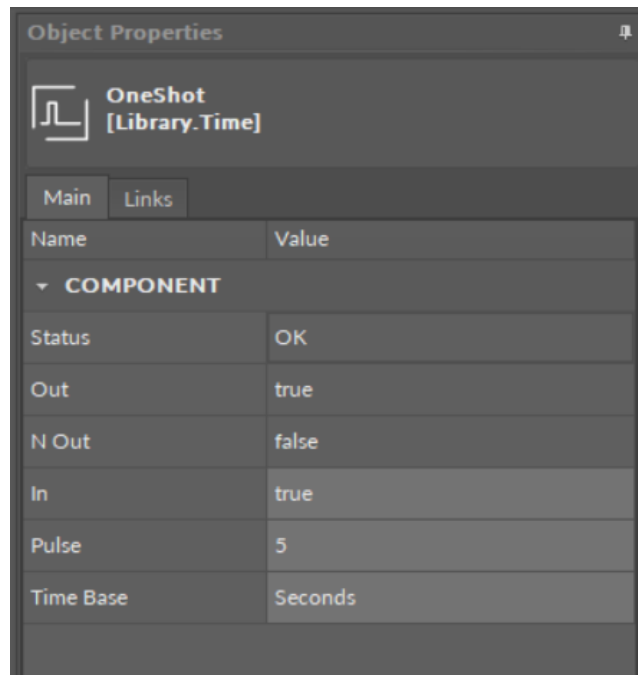 Object Properties
OneShot
[Library.Time]
Main Links
Name Value
COMPONENT
Status OK
Out true
N Out false
In true
Pulse 5
Time Base Seconds